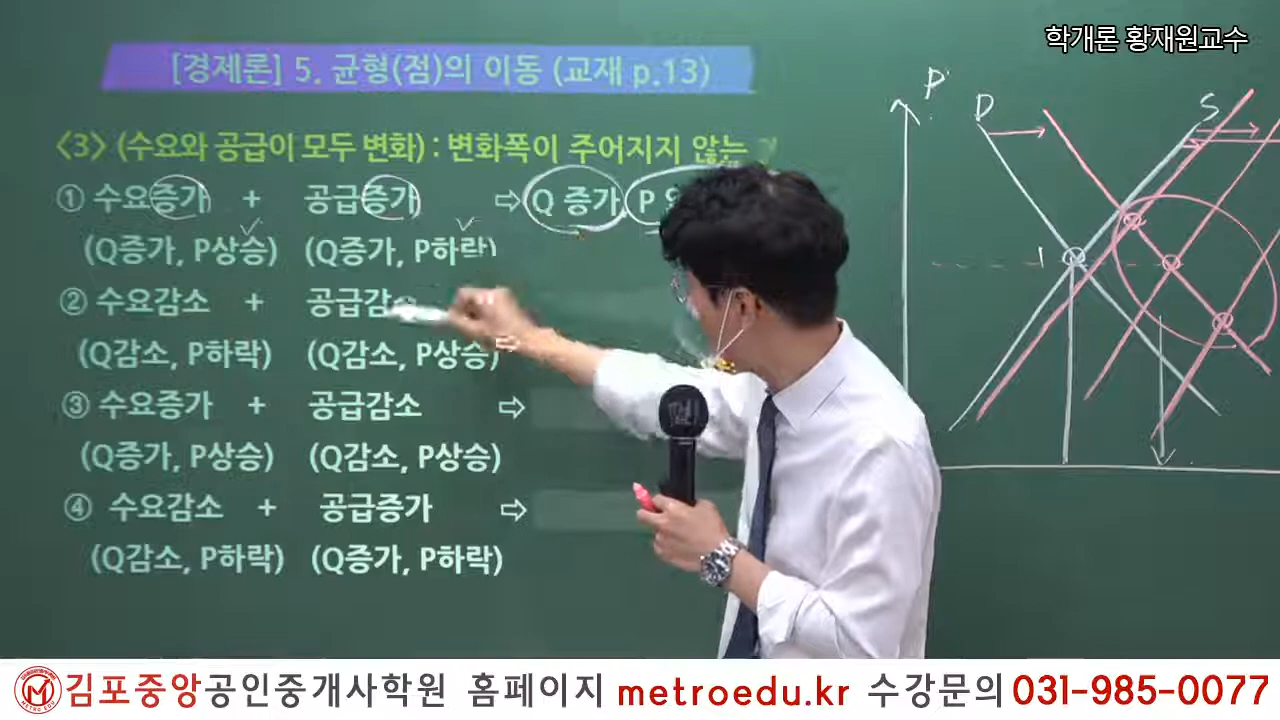 학개론 황재원교수
[경제론] 5. 균형(점)의 이동 (교재 p.13)
<3> (수요와 공급이 모두 변화) : 변화폭이 주어지지 않는
① 수요증가 + 공급증가 ⇨ Q 증가, P
(Q증가, P상승) (Q증가, P하락)
② 수요감소 + 공급감소 ⇨
(Q감소, P하락) (Q감소, P상승)
③ 수요증가 + 공급감소 ⇨
(Q증가, P상승) (Q감소, P상승)
④ 수요감소 + 공급증가 ⇨
(Q감소, P하락) (Q증가, P하락)
P
D
S
김포중앙공인중개사학원 홈페이지 metroedu.kr 수강문의 031-985-0077